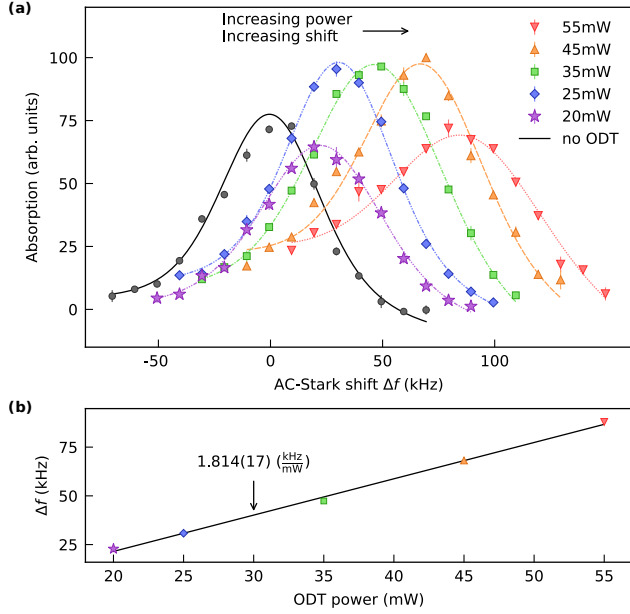 (a)
Increasing power
Increasing shift
55mW
45mW
35mW
25mW
20mW
no ODT
Absorption (arb. units)
100
75
50
25
0
-50
0
50
100
AC-Stark shift Δf (kHz)
(b)
1.814(17) (kHz/mW)
Δf (kHz)
75
50
25
20
25
30
35
40
45
50
55
ODT power (mW)